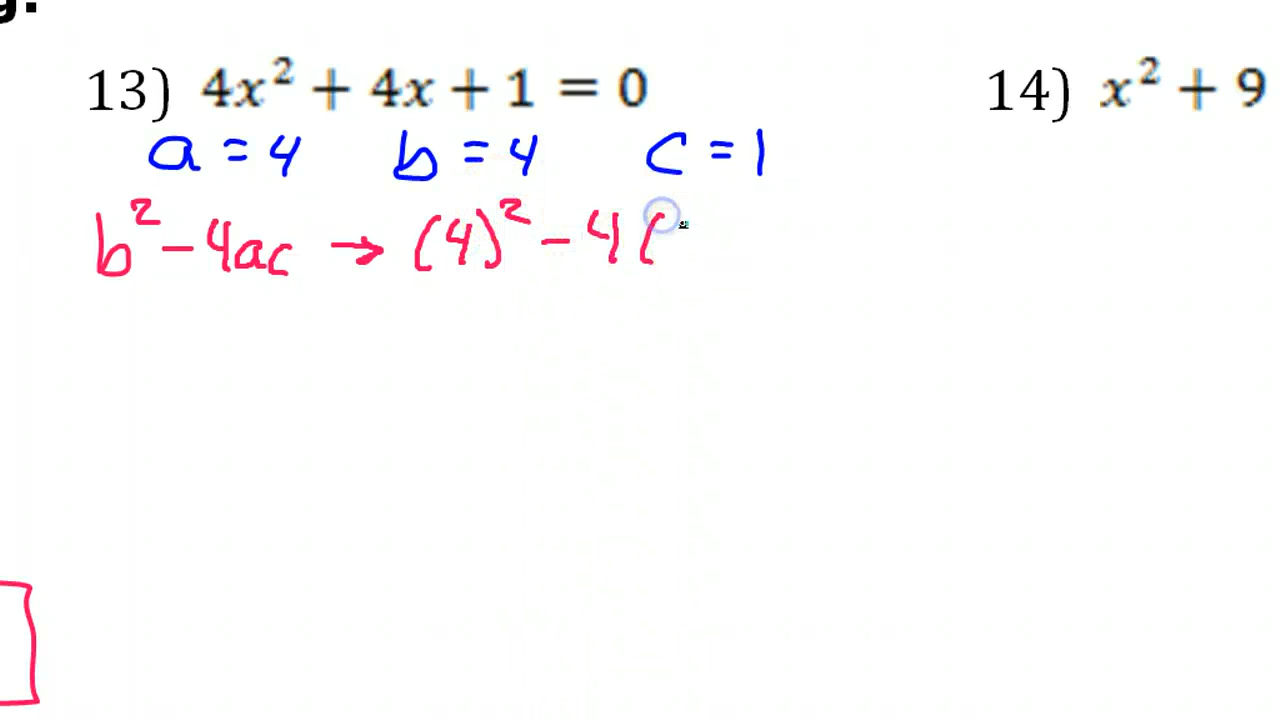 g.
13) 4x² + 4x + 1 = 0
14) x² + 9
a = 4 b = 4 c = 1
b² - 4ac → (4)² - 4(